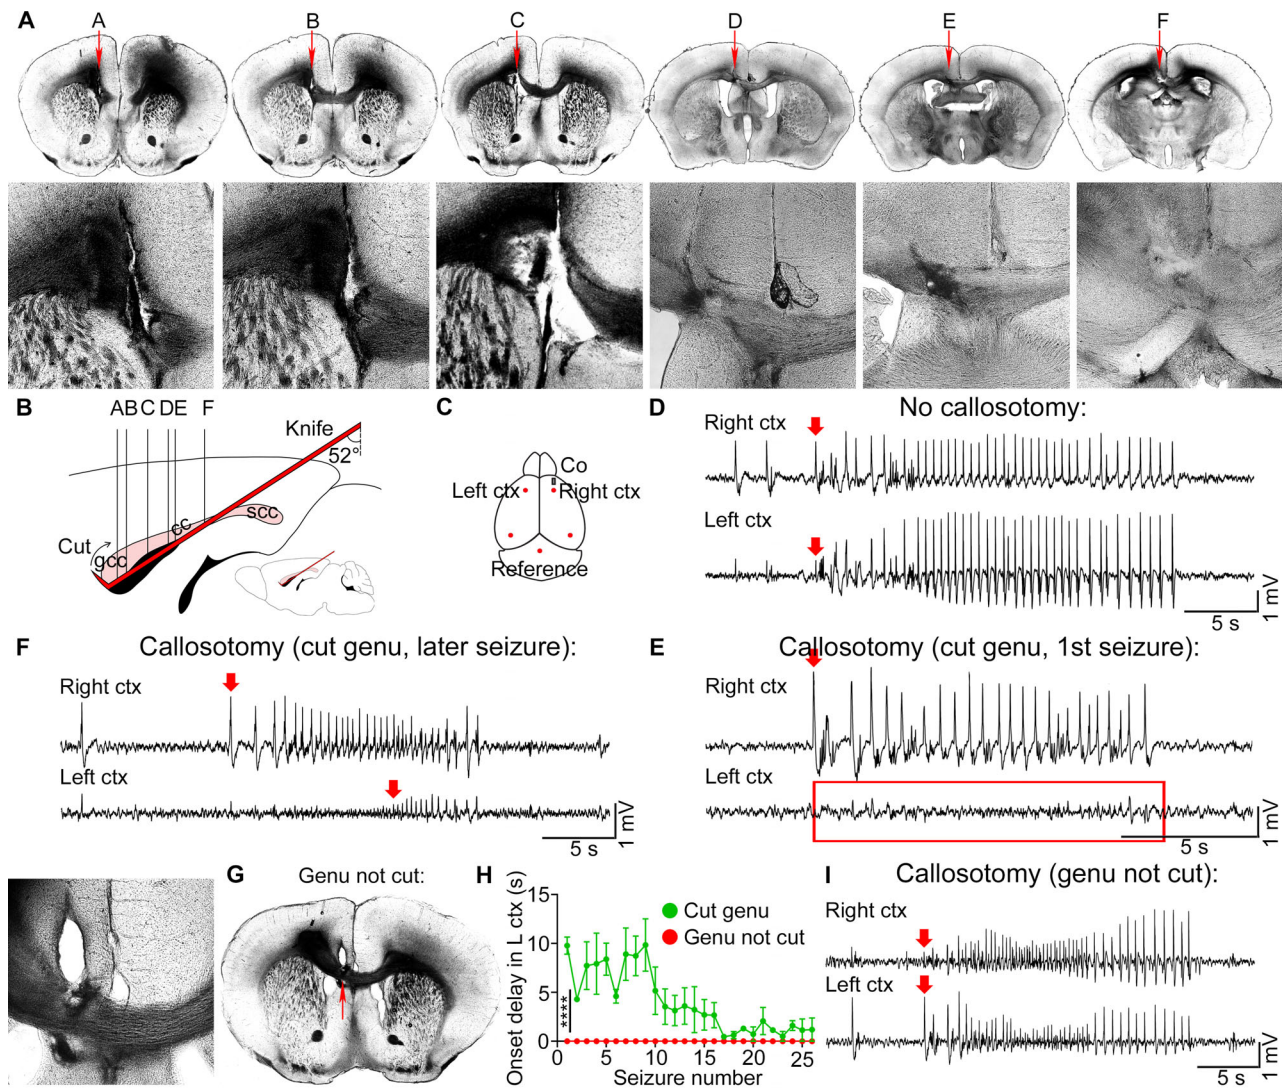 A
A B C D E F
B
A B C D E F
Knife
52°
Cut
gcc
cc
scc
C
Co
Left ctx
Right ctx
Reference
D
No callosotomy:
Right ctx
Left ctx
5 s
1 mV
F
Callosotomy (cut genu, later seizure):
Right ctx
Left ctx
5 s
1 mV
E
Callosotomy (cut genu, 1st seizure):
Right ctx
Left ctx
5 s
1 mV
G
Genu not cut:
H
Onset delay in L ctx (s)
15
10
5
0
****
Cut genu
Genu not cut
0 5 10 15 20 25
Seizure number
I
Callosotomy (genu not cut):
Right ctx
Left ctx
5 s
1 mV